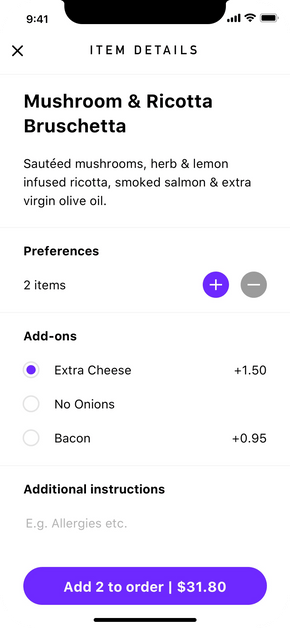 9:41
ITEM DETAILS
Mushroom & Ricotta
Bruschetta
Sautéed mushrooms, herb & lemon
infused ricotta, smoked salmon & extra
virgin olive oil.
Preferences
2 items
Add-ons
Extra Cheese +1.50
No Onions
Bacon +0.95
Additional instructions
E.g. Allergies etc.
Add 2 to order | $31.80